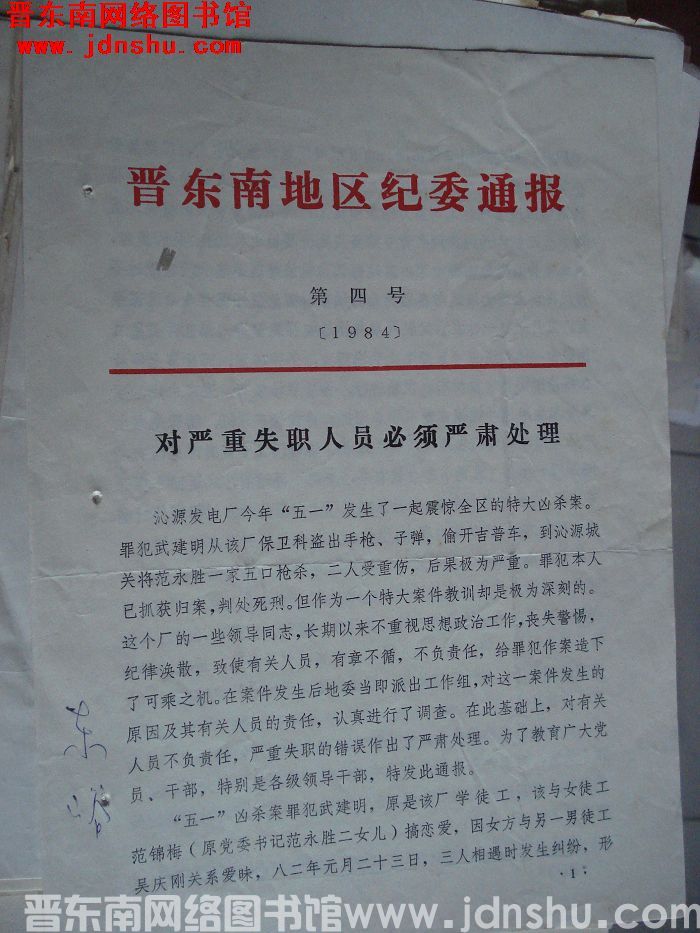 晋东南网络图书馆
www.jdnshu.com
晋东南地区纪委通报
第四号
〔1984〕
对严重失职人员必须严肃处理
沁源发电厂今年“五一”发生了一起震惊全区的特大凶杀案。
罪犯武建明从该厂保卫科盗出手枪、子弹，偷开吉普车，到沁源城
关将范永胜一家五口枪杀，二人受重伤，后果极为严重。罪犯本人
已抓获归案，判处死刑。但作为一个特大案件教训却是极为深刻的。
这个厂的一些领导同志，长期以来不重视思想政治工作，丧失警惕，
纪律涣散，致使有关人员，有章不循，不负责任，给罪犯作案造下
了可乘之机。在案件发生后地委当即派出工作组，对这一案件发生的
原因及其有关人员的责任，认真进行了调查。在此基础上，对有关
人员不负责任，严重失职的错误作出了严肃处理。为了教育广大党
员、干部，特别是各级领导干部，特发此通报。
“五一”凶杀案罪犯武建明，原是该厂学徒工，该与女徒工
范锦梅（原党委书记范永胜二女儿）搞恋爱，因女方与另一男徒工
吴庆刚关系爱昧，八二年元月二十三日，三人相遇时发生纠纷，形
·1·
晋东南网络图书馆www.jdnshu.com